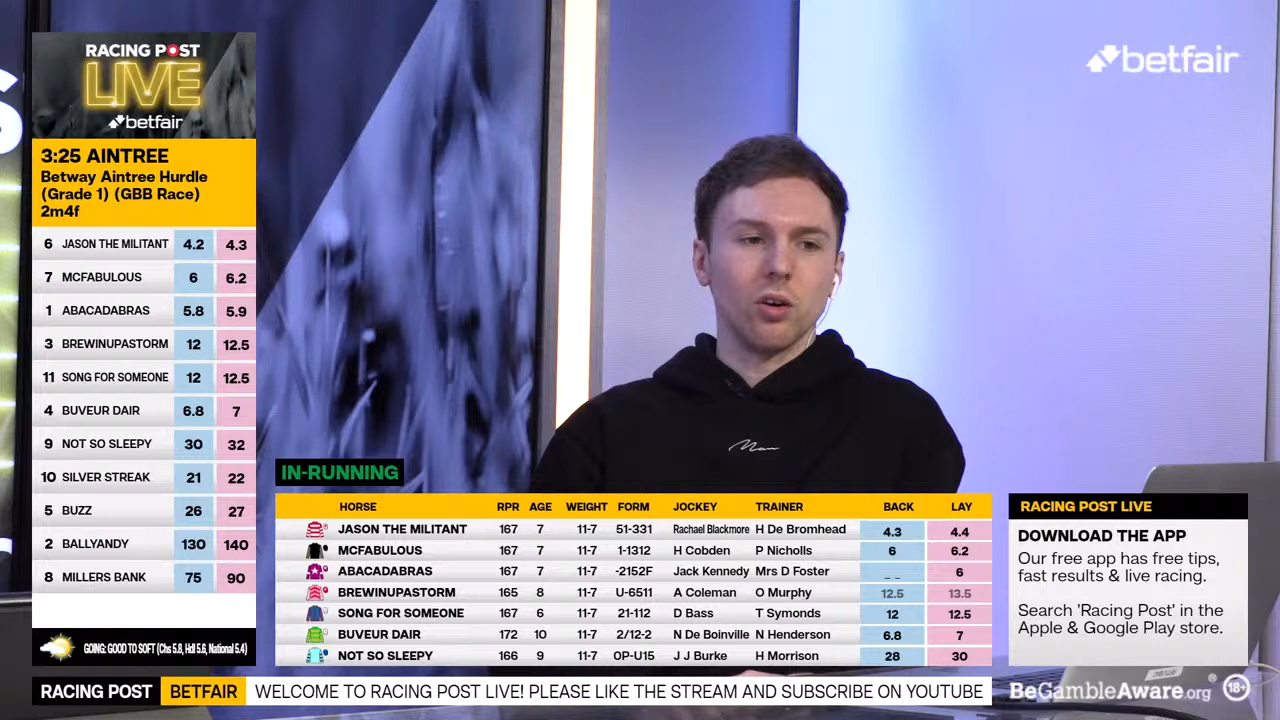 RACING POST
LIVE
betfair
3:25 AINTREE
Betway Aintree Hurdle
(Grade 1) (GBB Race)
2m4f
6 JASON THE MILITANT 4.2 4.3
7 MCFABULOUS 6 6.2
1 ABACADABRAS 5.8 5.9
3 BREWINUPASTORM 12 12.5
11 SONG FOR SOMEONE 12 12.5
4 BUVEUR DAIR 6.8 7
9 NOT SO SLEEPY 30 32
10 SILVER STREAK 21 22
5 BUZZ 26 27
2 BALLYANDY 130 140
8 MILLERS BANK 75 90
GOING: GOOD TO SOFT (Chs 5.8, Hdl 5.6, National 5.4)
betfair
IN-RUNNING
HORSE RPR AGE WEIGHT FORM JOCKEY TRAINER BACK LAY
JASON THE MILITANT 167 7 11-7 51-331 Rachael Blackmore H De Bromhead 4.3 4.4
MCFABULOUS 167 7 11-7 1-1312 H Cobden P Nicholls 6 6.2
ABACADABRAS 167 7 11-7 -2152F Jack Kennedy Mrs D Foster _ _ 6
BREWINUPASTORM 165 8 11-7 U-6511 A Coleman O Murphy 12.5 13.5
SONG FOR SOMEONE 167 6 11-7 21-112 D Bass T Symonds 12 12.5
BUVEUR DAIR 172 10 11-7 2/12-2 N De Boinville N Henderson 6.8 7
NOT SO SLEEPY 166 9 11-7 0P-U15 J J Burke H Morrison 28 30
RACING POST LIVE
DOWNLOAD THE APP
Our free app has free tips,
fast results & live racing.
Search 'Racing Post' in the
Apple & Google Play store.
RACING POST BETFAIR WELCOME TO RACING POST LIVE! PLEASE LIKE THE STREAM AND SUBSCRIBE ON YOUTUBE
BeGambleAware.org® 18+